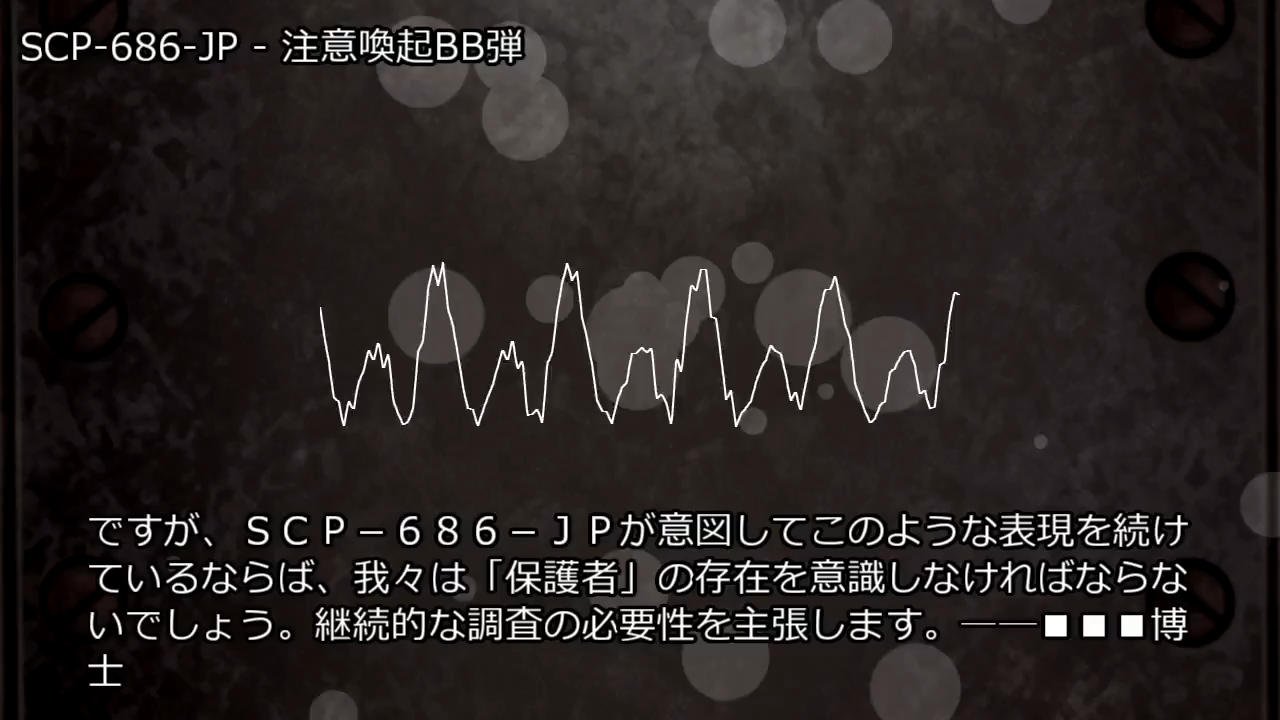 SCP-686-JP - 注意喚起BB弾
ですが、ＳＣＰ－６８６－ＪＰが意図してこのような表現を続け
ているならば、我々は「保護者」の存在を意識しなければならな
いでしょう。継続的な調査の必要性を主張します。――■■■博
士